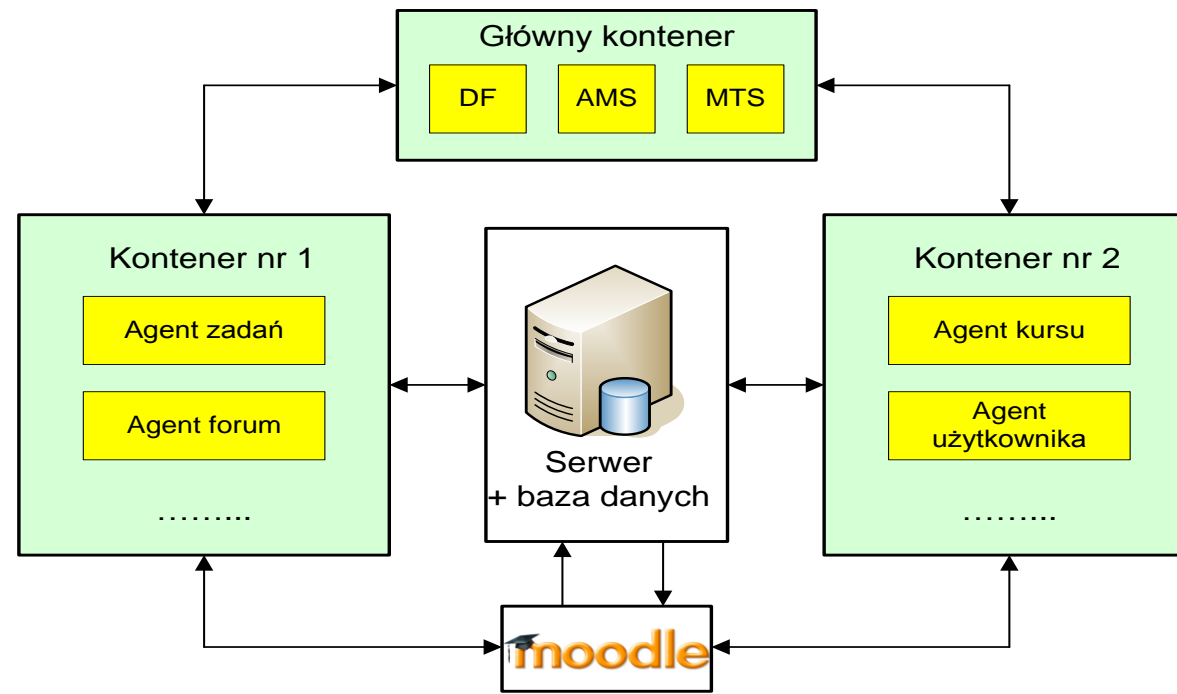 Główny kontener
DF
AMS
MTS
Kontener nr 1
Agent zadań
Agent forum
……...
Serwer
+ baza danych
Kontener nr 2
Agent kursu
Agent
użytkownika
……...
moodle